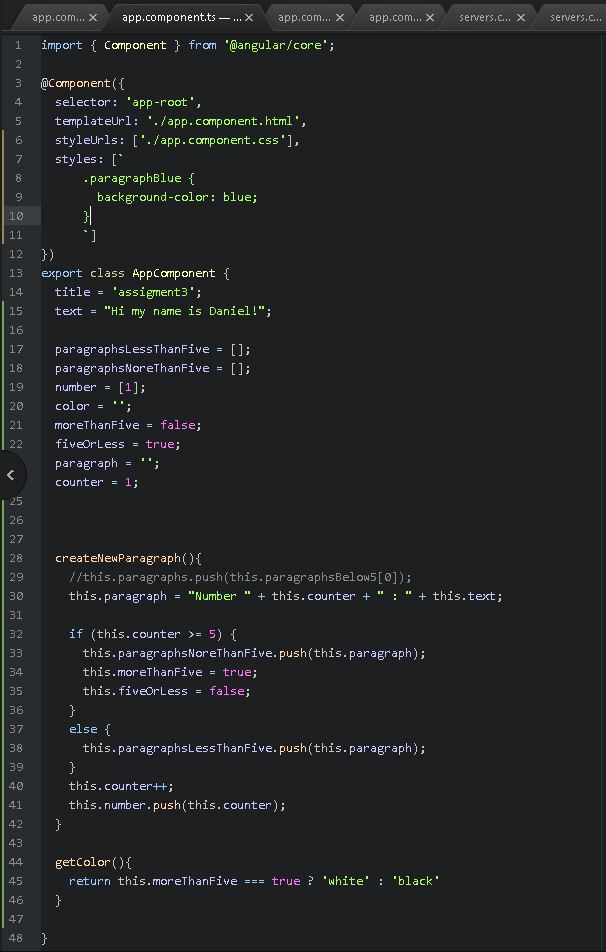 app.com...
app.component.ts — ...
app.com...
app.com...
servers.c...
servers.c...
1 import { Component } from '@angular/core';
2
3 @Component({
4   selector: 'app-root',
5   templateUrl: './app.component.html',
6   styleUrls: ['./app.component.css'],
7   styles: [`
8       .paragraphBlue {
9         background-color: blue;
10       }
11       `]
12 })
13 export class AppComponent {
14   title = 'assigment3';
15   text = "Hi my name is Daniel!";
16
17   paragraphsLessThanFive = [];
18   paragraphsNoreThanFive = [];
19   number = [1];
20   color = '';
21   moreThanFive = false;
22   fiveOrLess = true;
paragraph = '';
counter = 1;
25
26
27
28   createNewParagraph(){
29     //this.paragraphs.push(this.paragraphsBelow5[0]);
30     this.paragraph = "Number " + this.counter + " : " + this.text;
31
32     if (this.counter >= 5) {
33       this.paragraphsNoreThanFive.push(this.paragraph);
34       this.moreThanFive = true;
35       this.fiveOrLess = false;
36     }
37     else {
38       this.paragraphsLessThanFive.push(this.paragraph);
39     }
40     this.counter++;
41     this.number.push(this.counter);
42   }
43
44   getColor(){
45     return this.moreThanFive === true ? 'white' : 'black'
46   }
47
48 }